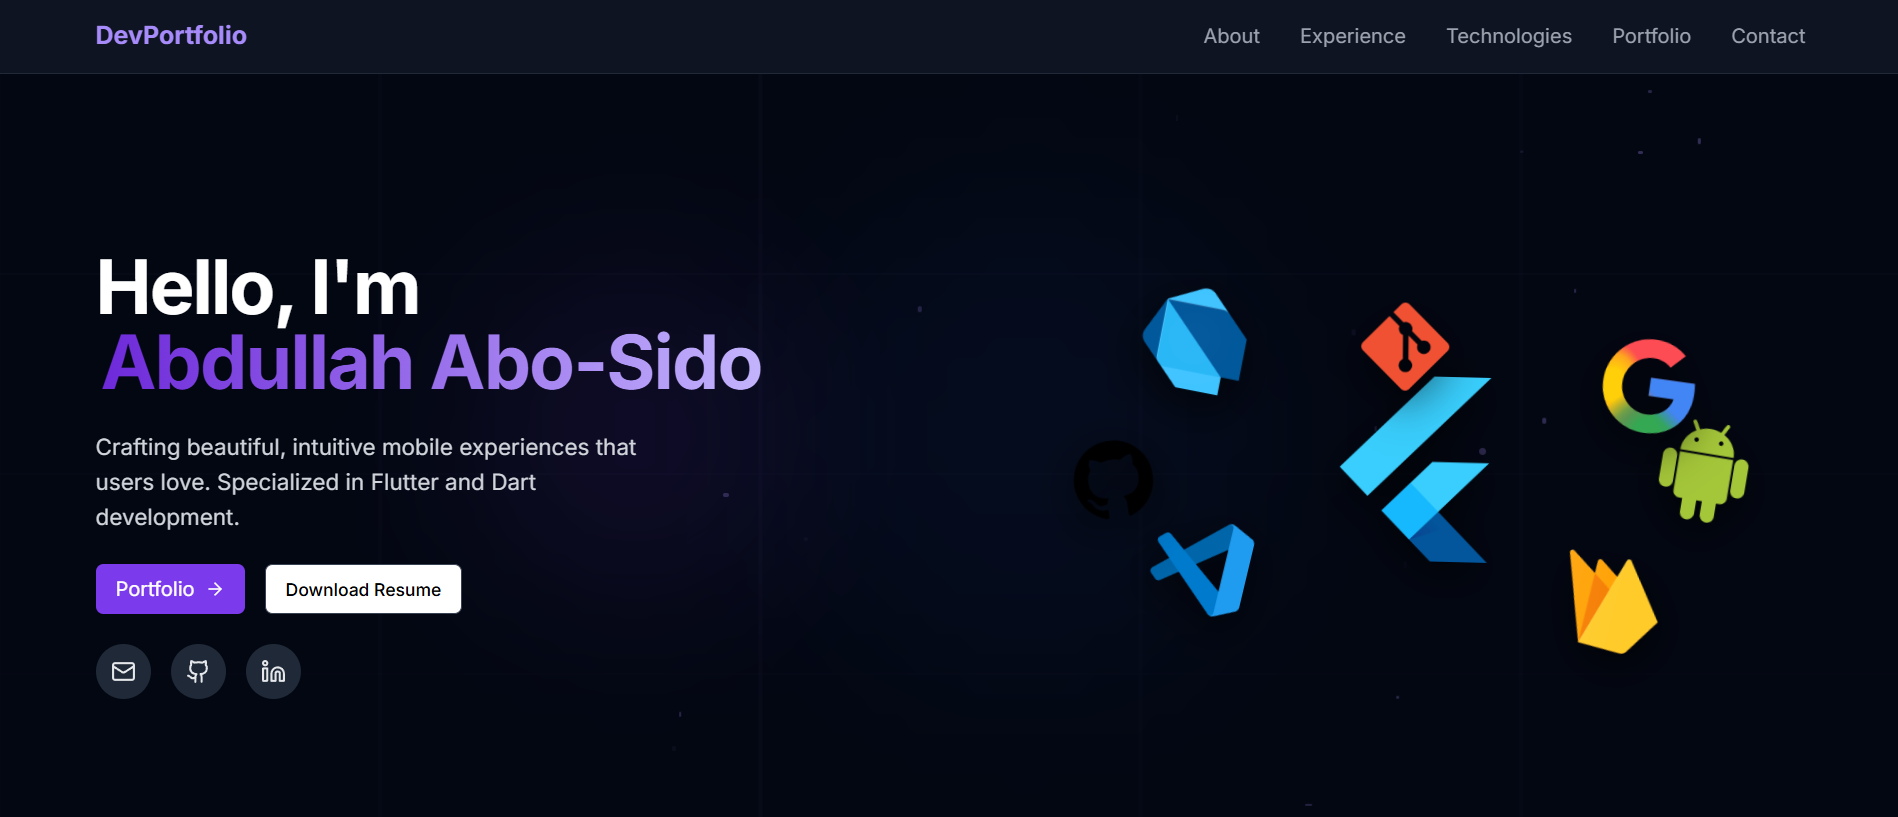 DevPortfolio
About
Experience
Technologies
Portfolio
Contact
Hello, I'm
Abdullah Abo-Sido
Crafting beautiful, intuitive mobile experiences that
users love. Specialized in Flutter and Dart
development.
Portfolio →
Download Resume